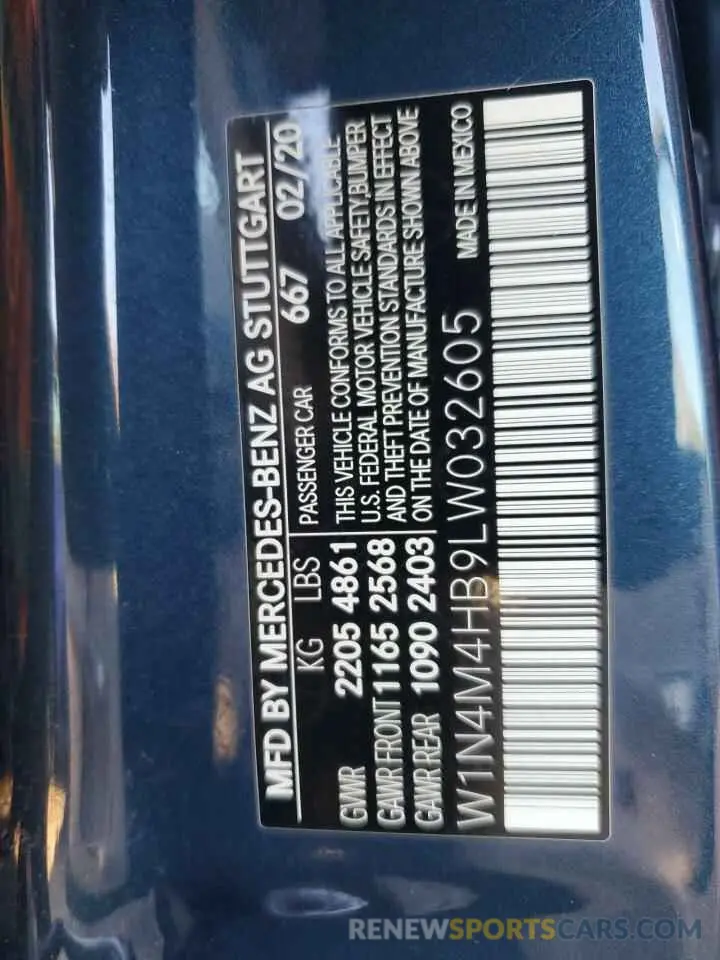 MFD BY MERCEDES-BENZ AG STUTTGART
KG LBS PASSENGER CAR 667 02/20
GVWR 2205 4861
GAWR FRONT 1165 2568
GAWR REAR 1090 2403
THIS VEHICLE CONFORMS TO ALL APPLICABLE
U.S. FEDERAL MOTOR VEHICLE SAFETY,BUMPER
AND THEFT PREVENTION STANDARDS IN EFFECT
ON THE DATE OF MANUFACTURE SHOWN ABOVE
W1N4M4HB9LW032605 MADE IN MEXICO
RENEWSPORTSCARS.COM